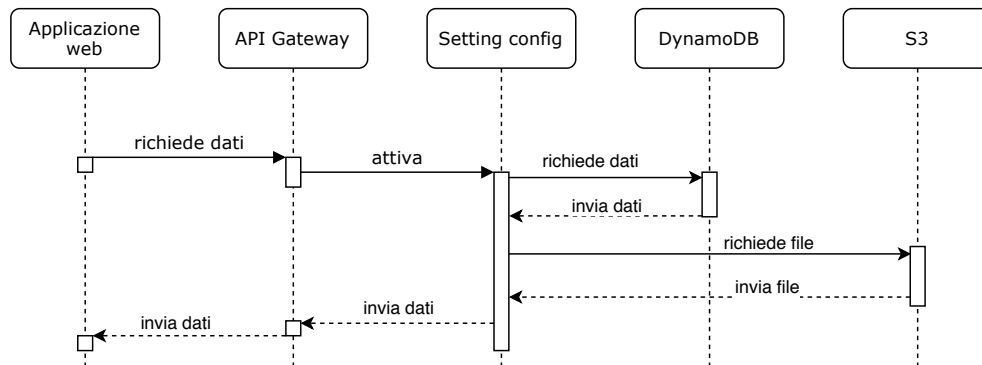 Applicazione
web
API Gateway
Setting config
DynamoDB
S3
richiede dati
attiva
richiede dati
invia dati
richiede file
invia file
invia dati
invia dati